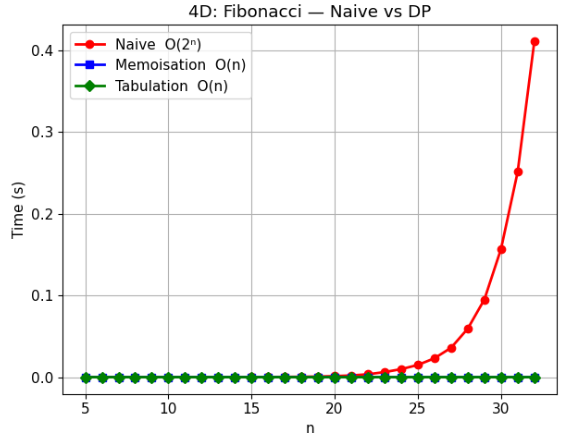 4D: Fibonacci — Naive vs DP
Naive O(2ⁿ)
Memoisation O(n)
Tabulation O(n)
Time (s)
0.4
0.3
0.2
0.1
0.0
5 10 15 20 25 30
n